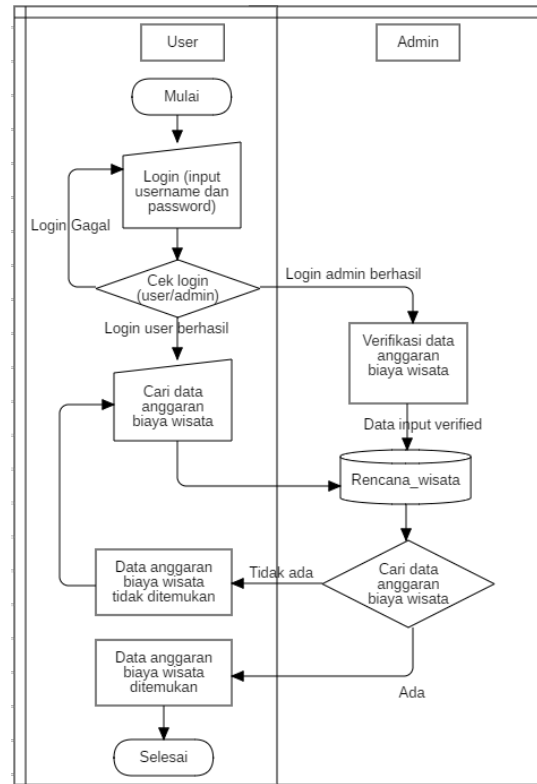 User
Admin
Mulai
Login (input
username dan
password)
Login Gagal
Cek login
(user/admin)
Login admin berhasil
Login user berhasil
Verifikasi data
anggaran
biaya wisata
Cari data
anggaran
biaya wisata
Data input verified
Rencana_wisata
Data anggaran
biaya wisata
tidak ditemukan
Tidak ada
Cari data
anggaran
biaya wisata
Data anggaran
biaya wisata
ditemukan
Ada
Selesai